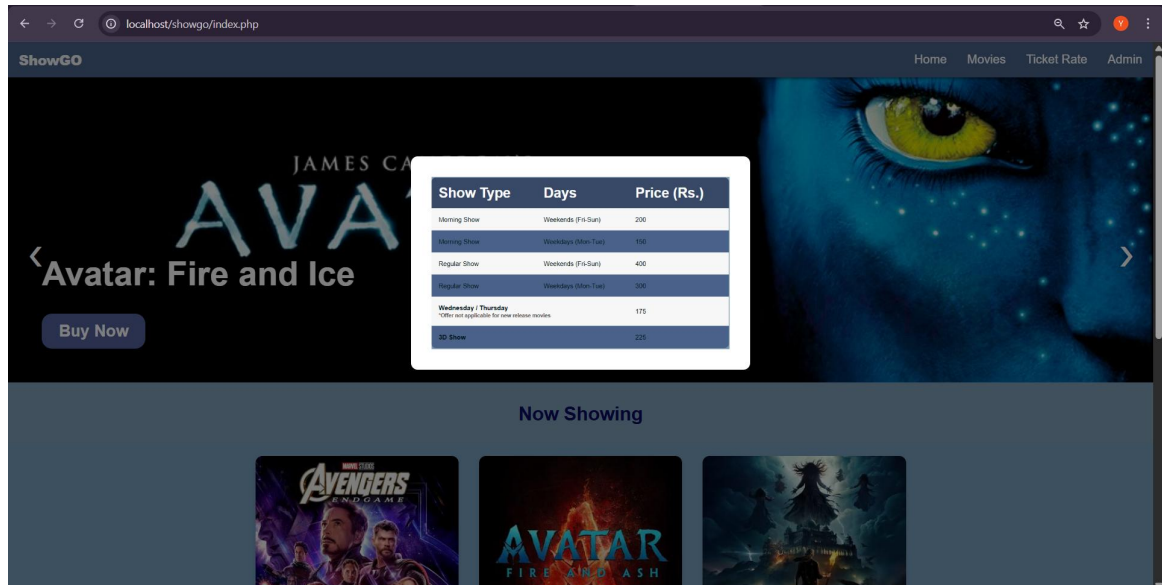 localhost/showgo/index.php
Y
ShowGO
Home Movies Ticket Rate Admin
JAMES CA
AVA
Avatar: Fire and Ice
Buy Now
Show Type Days Price (Rs.)
Morning Show Weekends (Fri-Sun) 200
Morning Show Weekdays (Mon-Tue) 150
Regular Show Weekends (Fri-Sun) 400
Regular Show Weekdays (Mon-Tue) 300
Wednesday / Thursday 175
*Offer not applicable for new release movies
3D Show 225
Now Showing
MARVEL STUDIOS
AVENGERS
ENDGAME
AVATAR
FIRE AND ASH